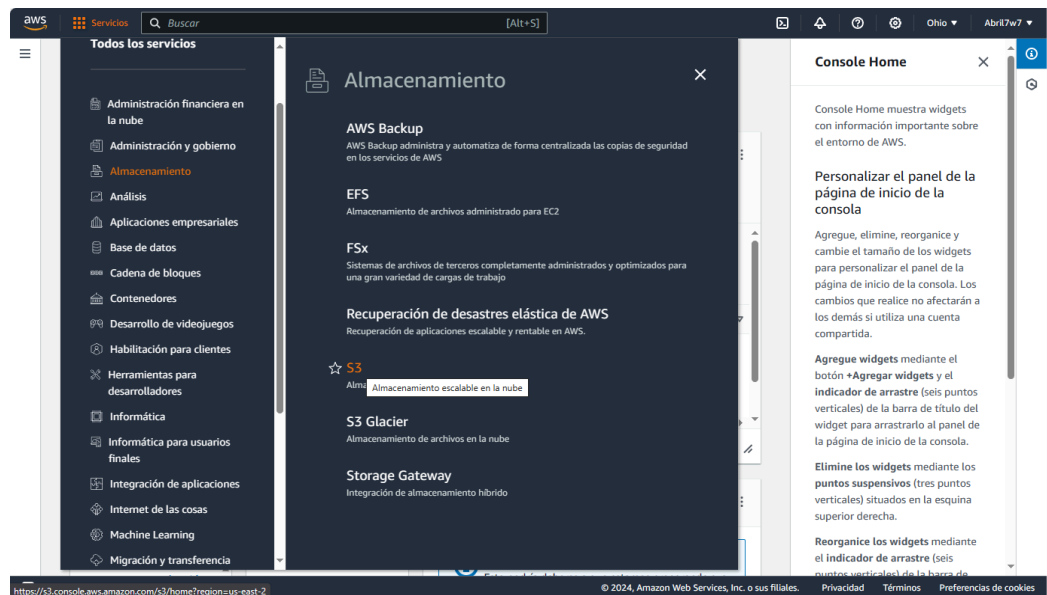 aws
Servicios
Buscar
[Alt+S]
Ohio ▼
Abril7w7 ▼
Todos los servicios
Administración financiera en
la nube
Administración y gobierno
Almacenamiento
Análisis
Aplicaciones empresariales
Base de datos
Cadena de bloques
Contenedores
Desarrollo de videojuegos
Habilitación para clientes
Herramientas para
desarrolladores
Informática
Informática para usuarios
finales
Integración de aplicaciones
Internet de las cosas
Machine Learning
Migración y transferencia
Almacenamiento
AWS Backup
AWS Backup administra y automatiza de forma centralizada las copias de seguridad
en los servicios de AWS
EFS
Almacenamiento de archivos administrado para EC2
FSx
Sistemas de archivos de terceros completamente administrados y optimizados para
una gran variedad de cargas de trabajo
Recuperación de desastres elástica de AWS
Recuperación de aplicaciones escalable y rentable en AWS.
S3
Alma
Almacenamiento escalable en la nube
S3 Glacier
Almacenamiento de archivos en la nube
Storage Gateway
Integración de almacenamiento híbrido
Console Home
Console Home muestra widgets
con información importante sobre
el entorno de AWS.
Personalizar el panel de la
página de inicio de la
consola
Agregue, elimine, reorganice y
cambie el tamaño de los widgets
para personalizar el panel de la
página de inicio de la consola. Los
cambios que realice no afectarán a
los demás si utiliza una cuenta
compartida.
Agregue widgets mediante el
botón +Agregar widgets y el
indicador de arrastre (seis puntos
verticales) de la barra de título del
widget para arrastrarlo al panel de
la página de inicio de la consola.
Elimine los widgets mediante los
puntos suspensivos (tres puntos
verticales) situados en la esquina
superior derecha.
Reorganice los widgets mediante
el indicador de arrastre (seis
puntos verticales) de la barra de
https://s3.console.aws.amazon.com/s3/home?region=us-east-2
© 2024, Amazon Web Services, Inc. o sus filiales.
Privacidad
Términos
Preferencias de cookies